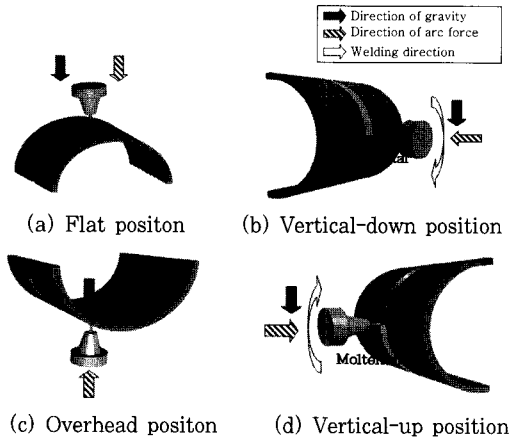 Direction of gravity
Direction of arc force
Welding direction
(a) Flat positon
(b) Vertical-down position
(c) Overhead positon
(d) Vertical-up position